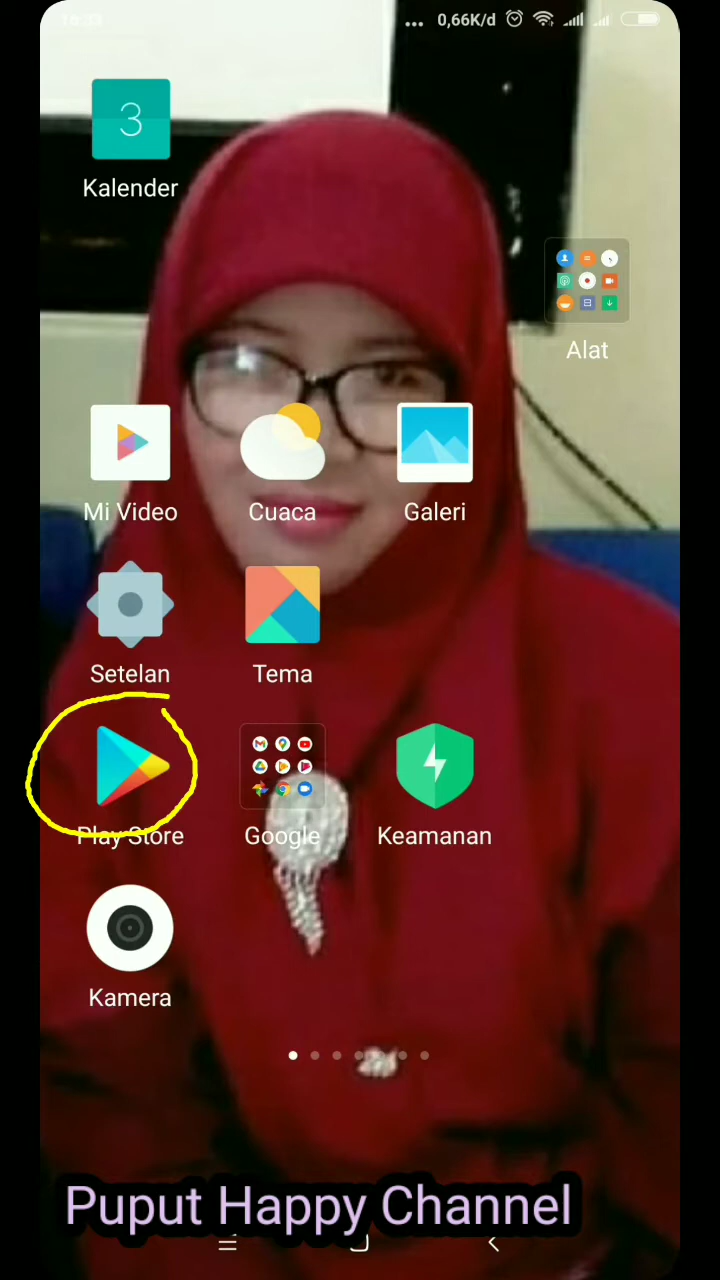 0,66K/d
3
Kalender
Alat
Mi Video
Cuaca
Galeri
Setelan
Tema
Play Store
Google
Keamanan
Kamera
Puput Happy Channel